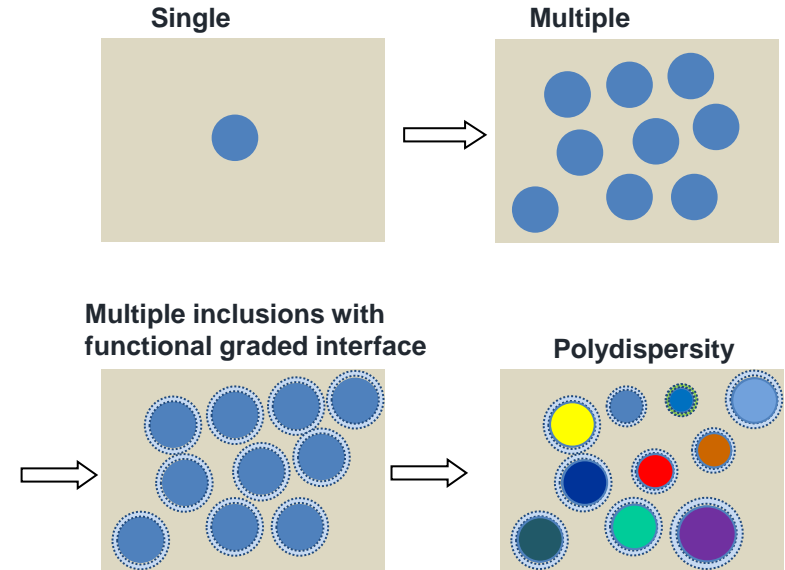 Single
Multiple
Multiple inclusions with
functional graded interface
Polydispersity